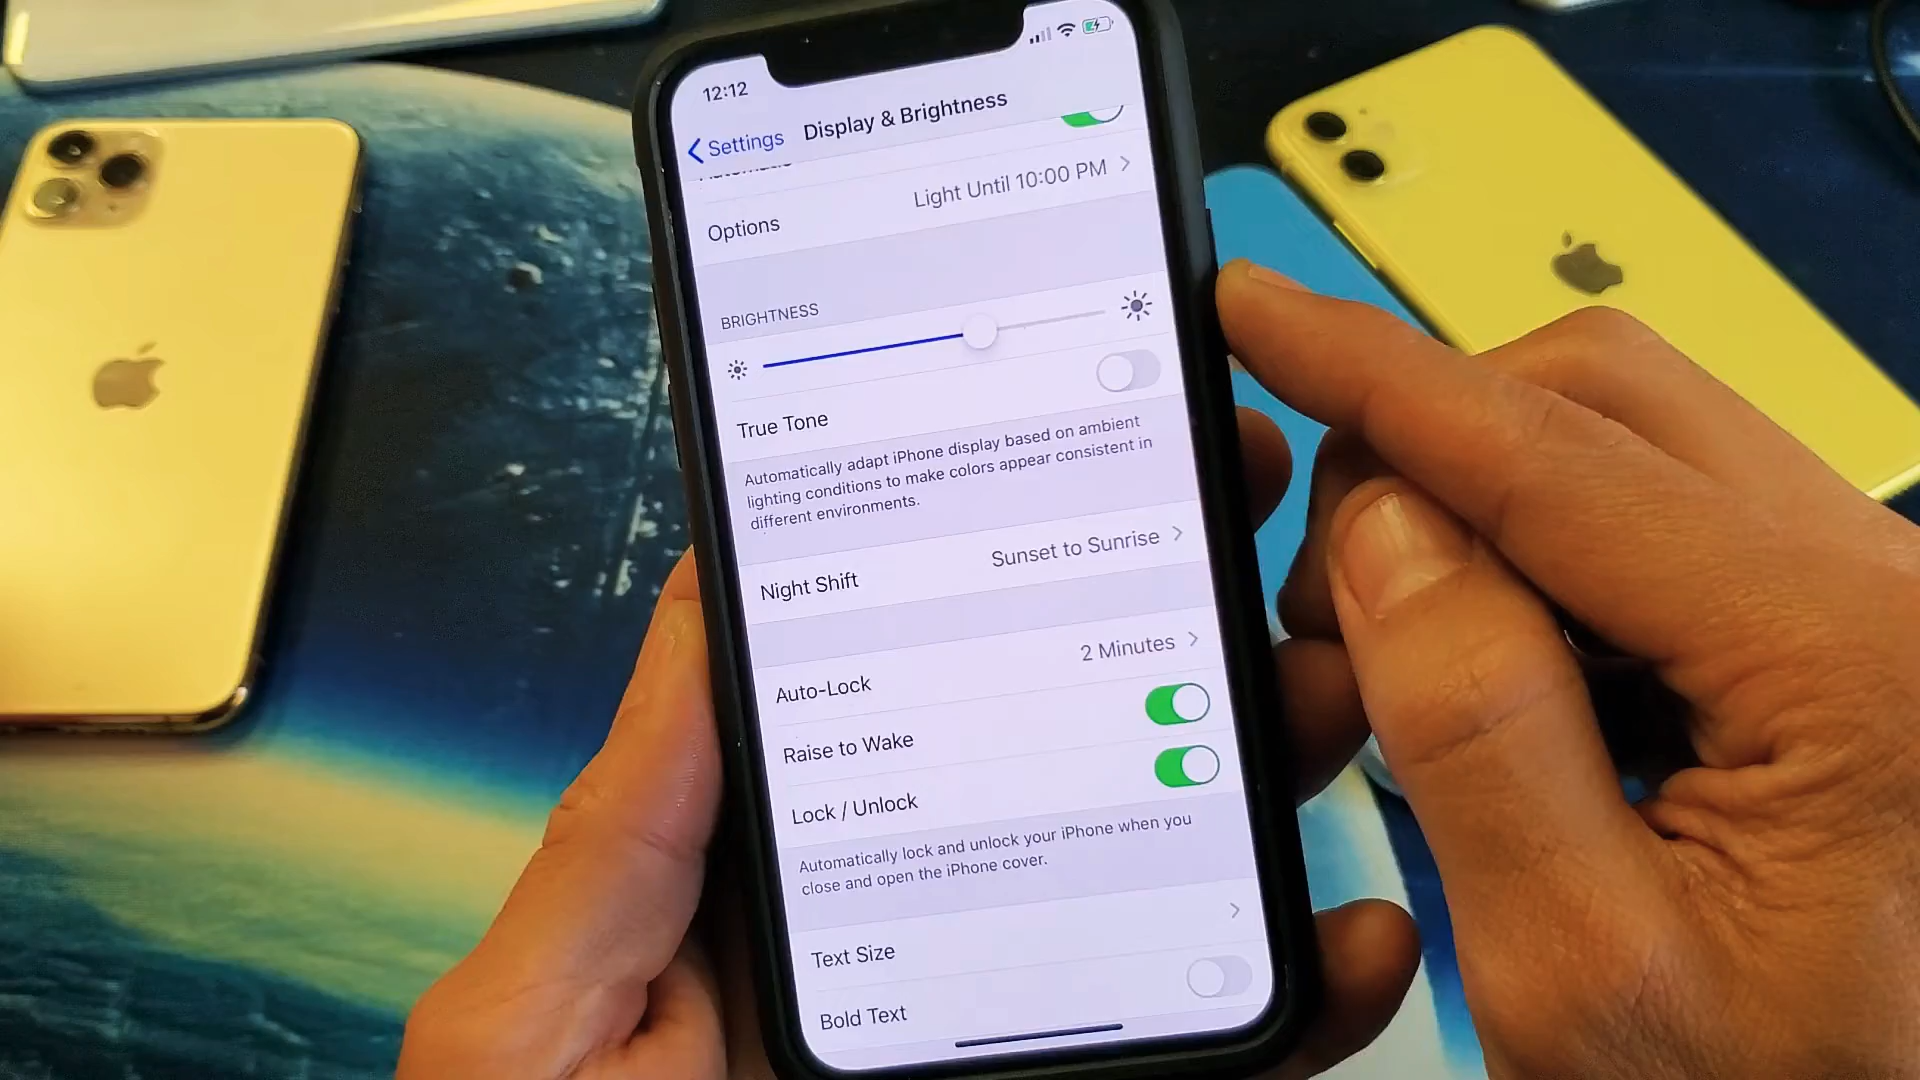 12:12
Settings
Display & Brightness
Options
Light Until 10:00 PM
BRIGHTNESS
True Tone
Automatically adapt iPhone display based on ambient
lighting conditions to make colors appear consistent in
different environments.
Night Shift
Sunset to Sunrise
Auto-Lock
2 Minutes
Raise to Wake
Lock / Unlock
Automatically lock and unlock your iPhone when you
close and open the iPhone cover.
Text Size
Bold Text